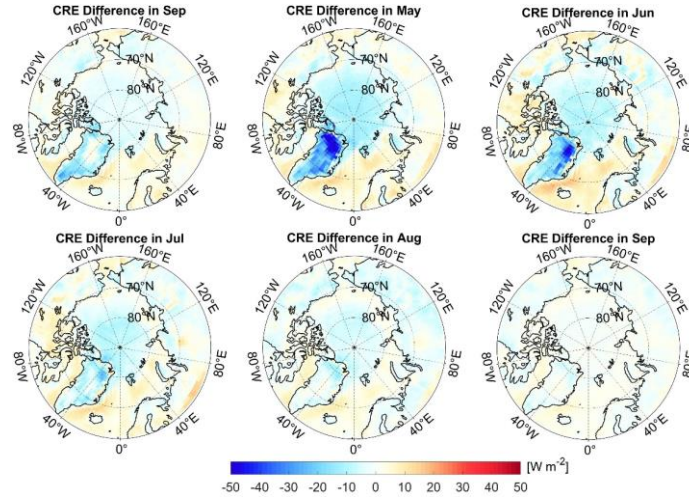 CRE Difference in Sep
160°W
160°E
120°W
120°E
70°N
80°N
80°W
80°E
40°W
40°E
0°
CRE Difference in May
160°W
160°E
120°W
120°E
70°N
80°N
80°W
80°E
40°W
40°E
0°
CRE Difference in Jun
160°W
160°E
120°W
120°E
70°N
80°N
80°W
80°E
40°W
40°E
0°
CRE Difference in Jul
160°W
160°E
120°W
120°E
70°N
80°N
80°W
80°E
40°W
40°E
0°
CRE Difference in Aug
160°W
160°E
120°W
120°E
70°N
80°N
80°W
80°E
40°W
40°E
0°
CRE Difference in Sep
160°W
160°E
120°W
120°E
70°N
80°N
80°W
80°E
40°W
40°E
0°
[W m-2]
-50 -40 -30 -20 -10 0 10 20 30 40 50